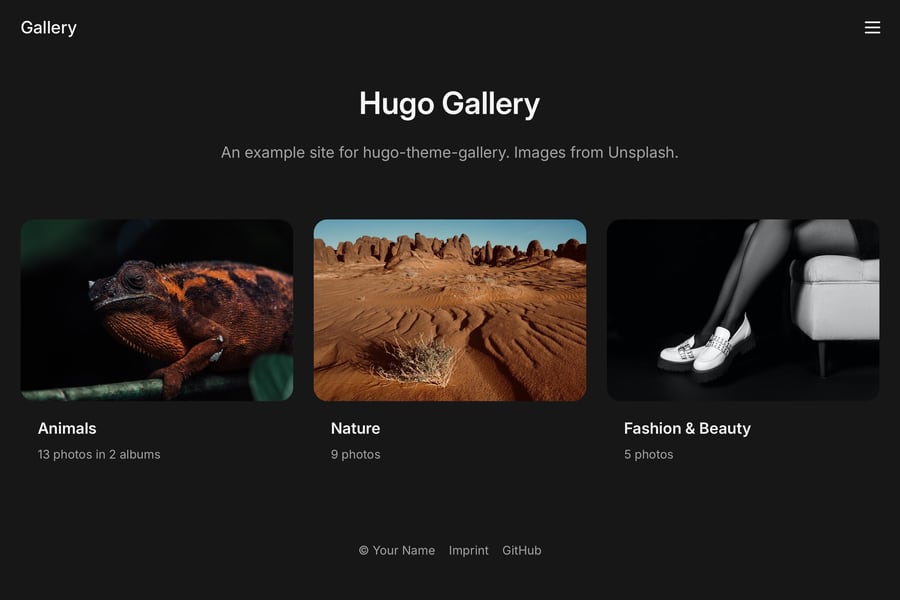 Gallery
Hugo Gallery
An example site for hugo-theme-gallery. Images from Unsplash.
Animals
13 photos in 2 albums
Nature
9 photos
Fashion & Beauty
5 photos
© Your Name Imprint GitHub